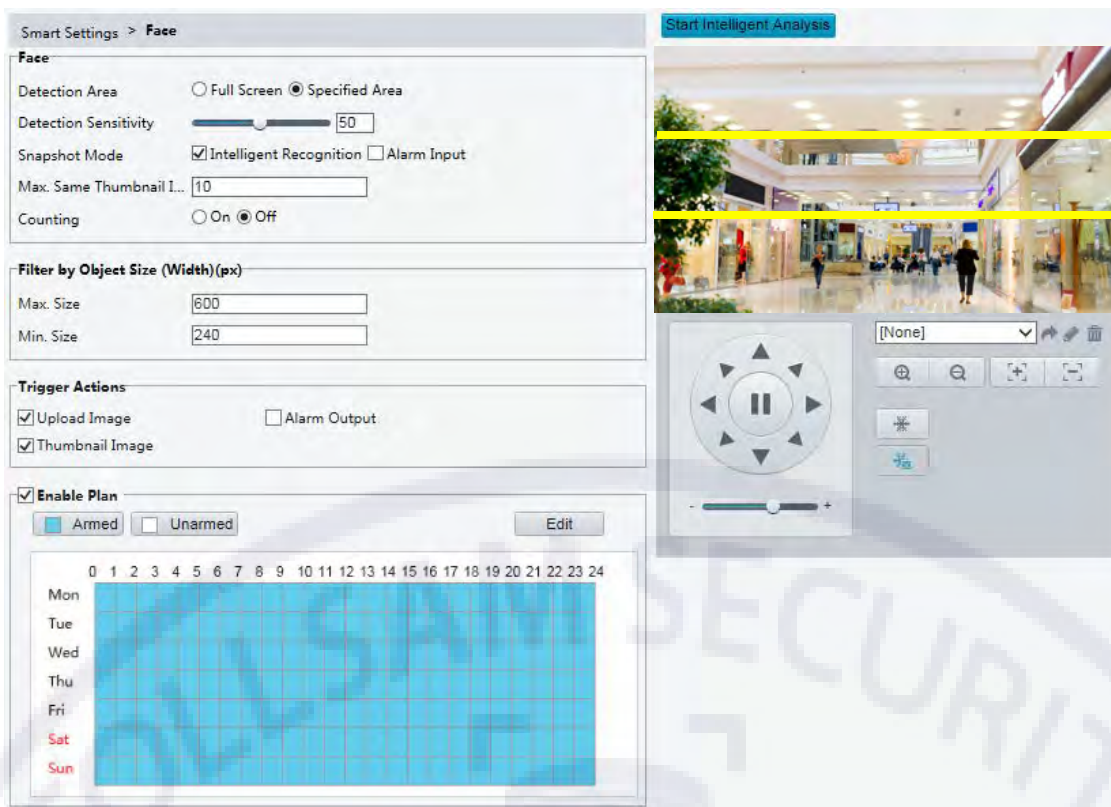 Smart Settings > Face
Start Intelligent Analysis
Face
Detection Area Full Screen Specified Area
Detection Sensitivity 50
Snapshot Mode Intelligent Recognition Alarm Input
Max. Same Thumbnail I... 10
Counting On Off
Filter by Object Size (Width)(px)
Max. Size 600
Min. Size 240
[None]
Trigger Actions
Upload Image Alarm Output
Thumbnail Image
- +
Enable Plan
Armed Unarmed Edit
0 1 2 3 4 5 6 7 8 9 10 11 12 13 14 15 16 17 18 19 20 21 22 23 24
Mon
Tue
Wed
Thu
Fri
Sat
Sun
OLLSAM SECURIT